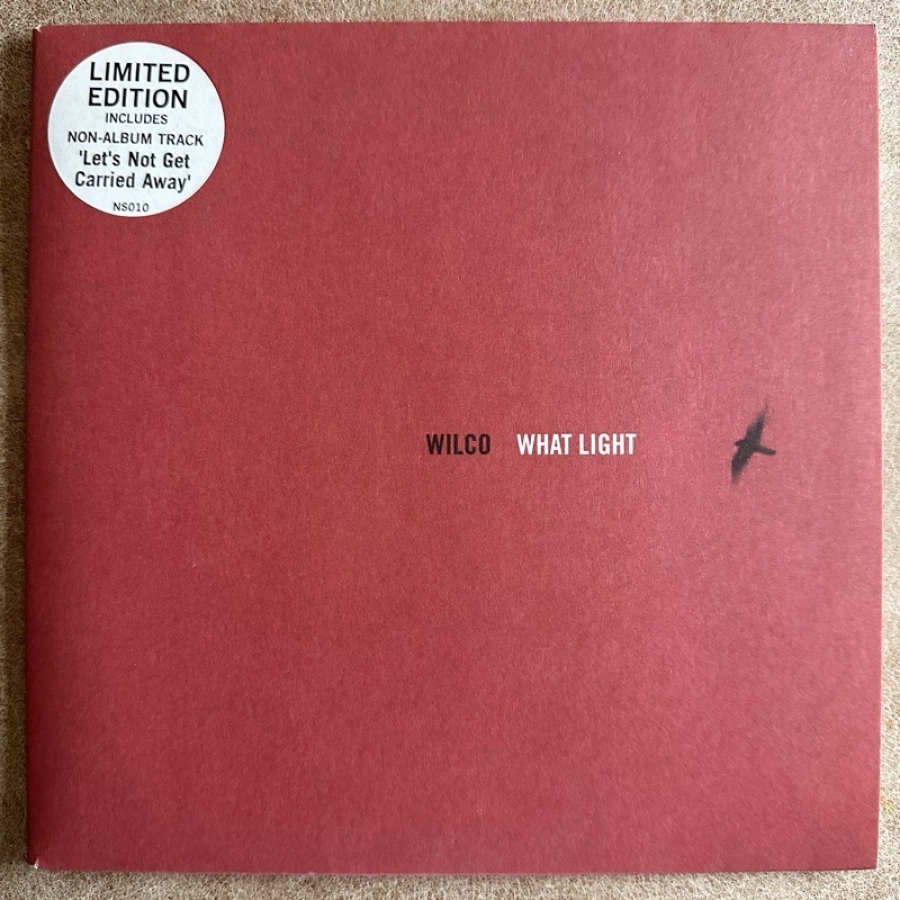 LIMITED
EDITION
INCLUDES
NON-ALBUM TRACK
'Let's Not Get
Carried Away'
NS010
WILCO WHAT LIGHT